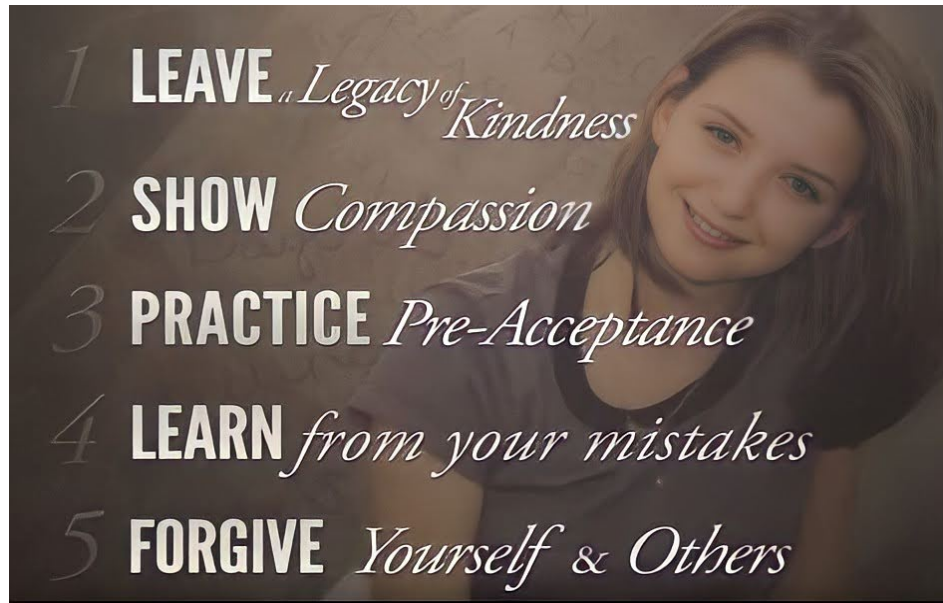 1 LEAVE a Legacy of Kindness
2 SHOW Compassion
3 PRACTICE Pre-Acceptance
4 LEARN from your mistakes
5 FORGIVE Yourself & Others